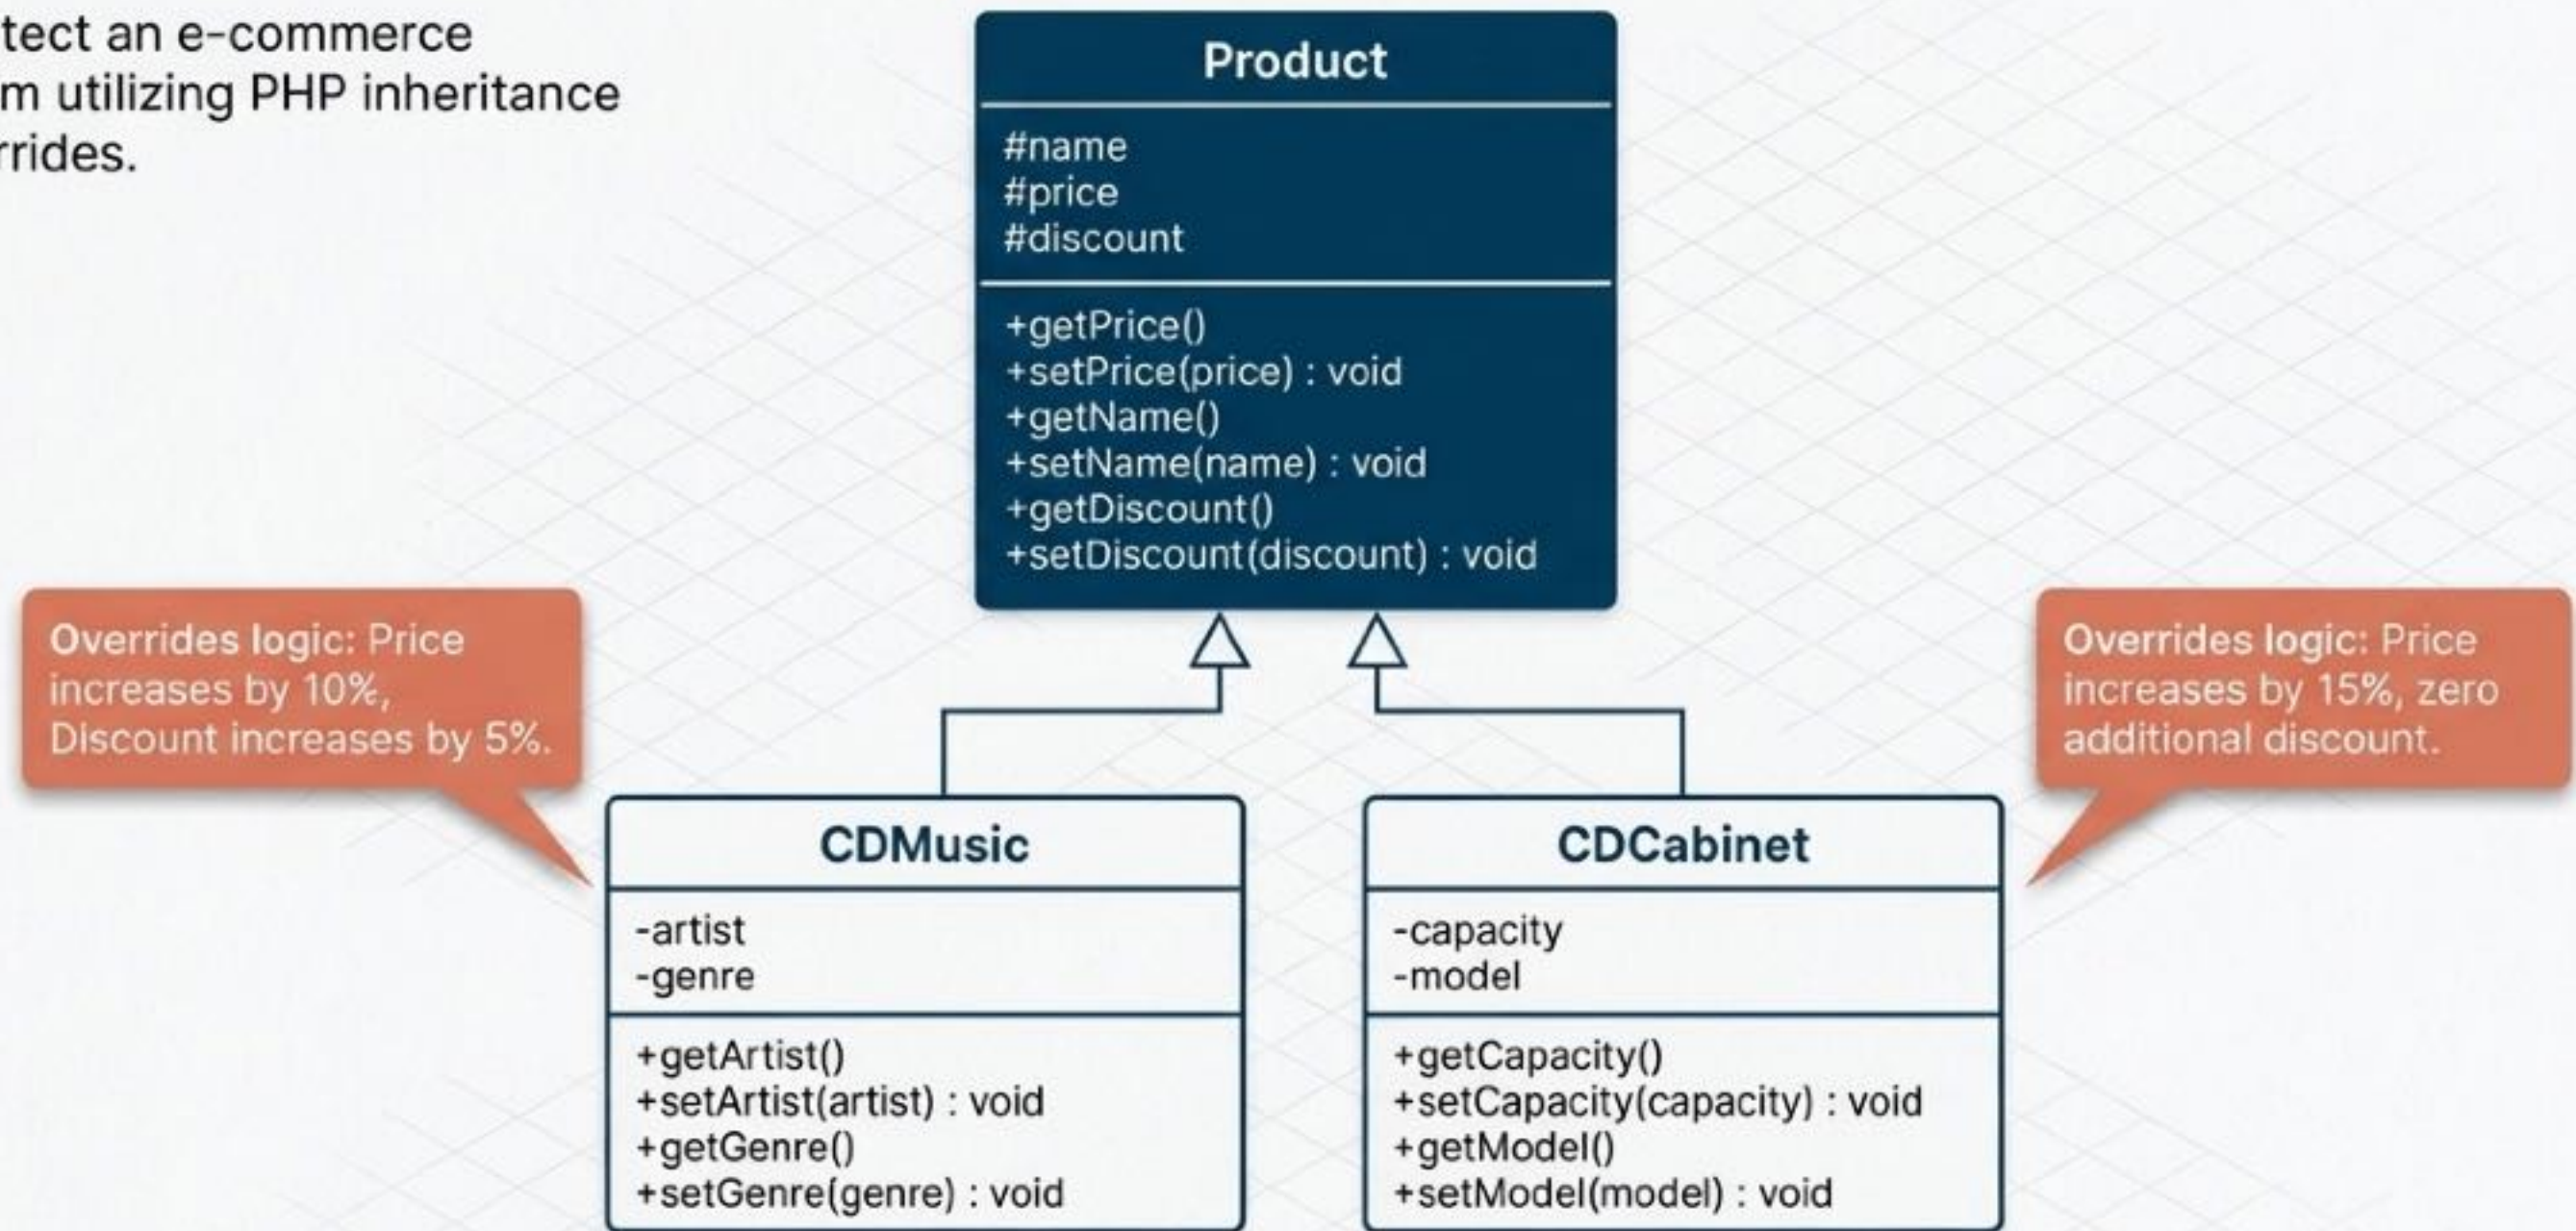 tect an e-commerce
m utilizing PHP inheritance
rrides.
Product
#name
#price
#discount
+getPrice()
+setPrice(price) : void
+getName()
+setName(name) : void
+getDiscount()
+setDiscount(discount) : void
Overrides logic: Price
increases by 10%,
Discount increases by 5%.
Overrides logic: Price
increases by 15%, zero
additional discount.
CDMusic
-artist
-genre
+getArtist()
+setArtist(artist) : void
+getGenre()
+setGenre(genre) : void
CDCabinet
-capacity
-model
+getCapacity()
+setCapacity(capacity) : void
+getModel()
+setModel(model) : void